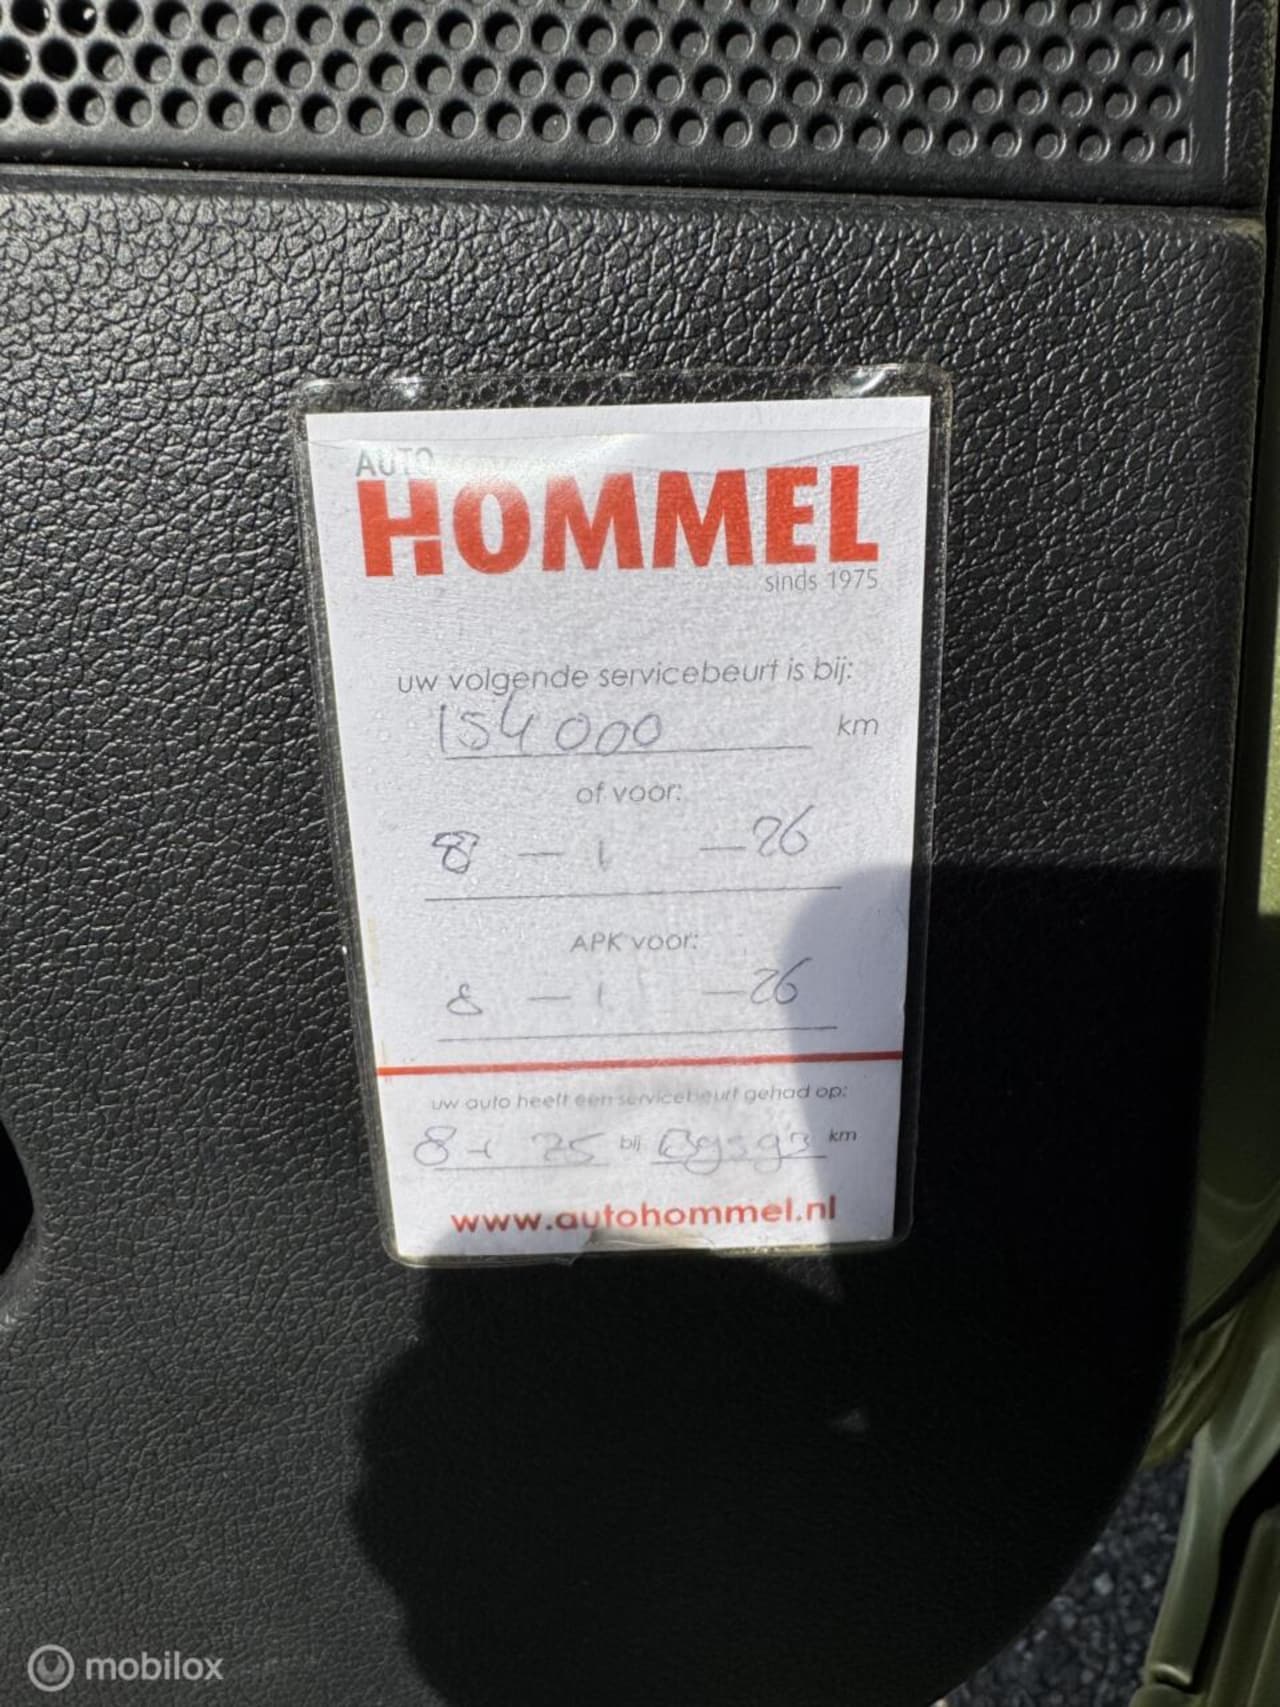 AUTO
HOMMEL
sinds 1975
uw volgende servicebeurt is bij:
154000 km
of voor:
8 - 1 - 26
APK voor:
8 - 1 - 26
uw auto heeft een servicebeurt gehad op:
8-1 25 bij km
www.autohommel.nl
mobilox